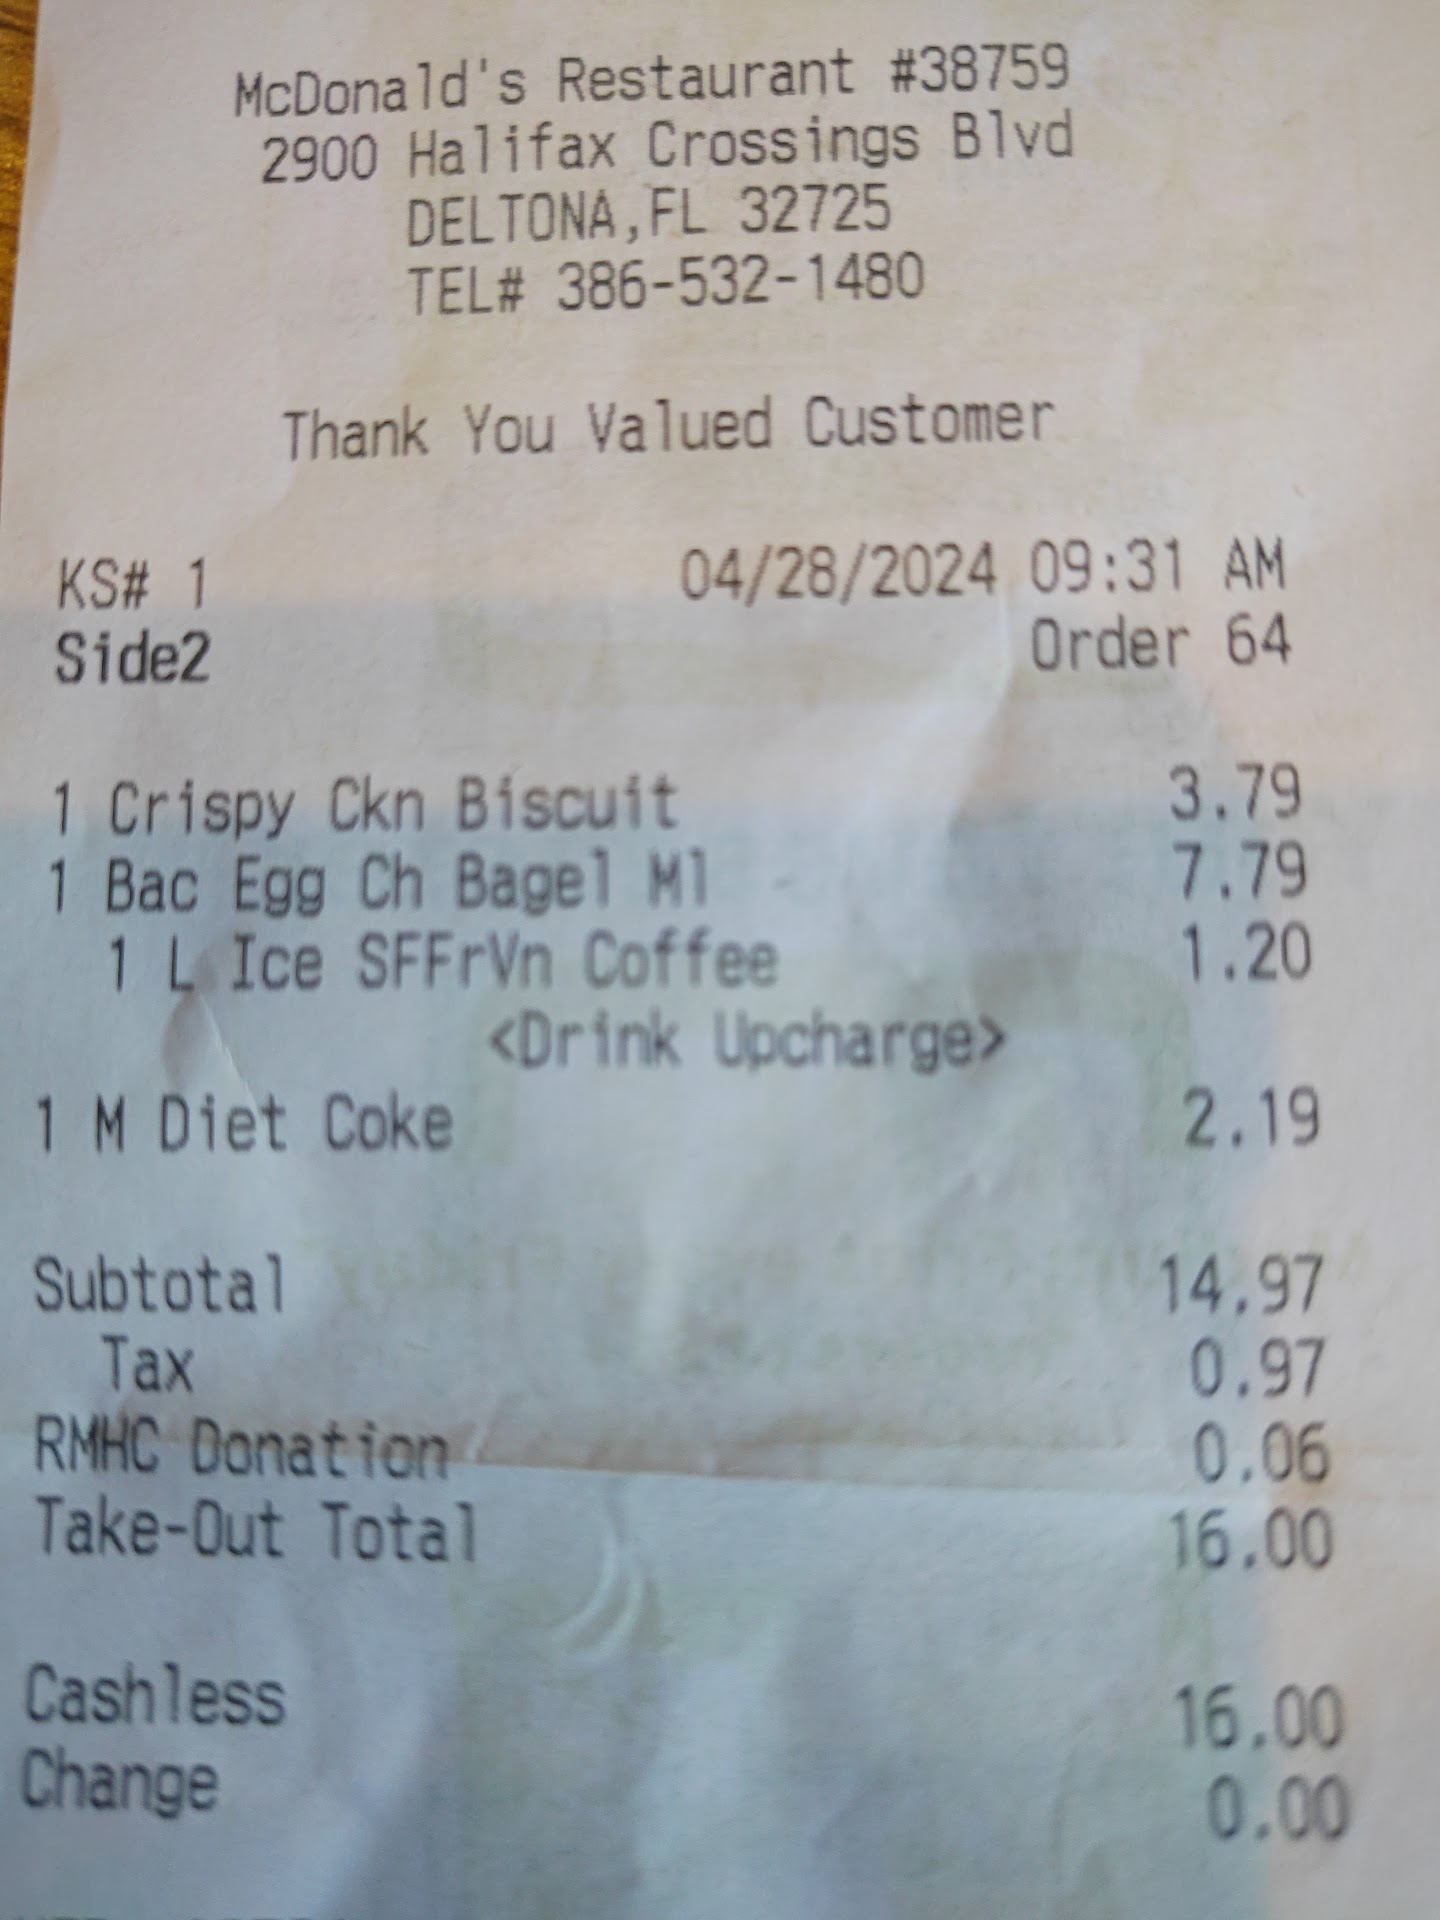 McDonald's Restaurant #38759
2900 Halifax Crossings Blvd
DELTONA,FL 32725
TEL# 386-532-1480
Thank You Valued Customer
KS# 1 04/28/2024 09:31 AM
Side2 Order 64
1 Crispy Ckn Biscuit 3.79
1 Bac Egg Ch Bagel Ml 7.79
1 L Ice SFFrVn Coffee 1.20
<Drink Upcharge>
1 M Diet Coke 2.19
Subtotal 14.97
Tax 0.97
RMHC Donation 0.06
Take-Out Total 16.00
Cashless 16.00
Change 0.00